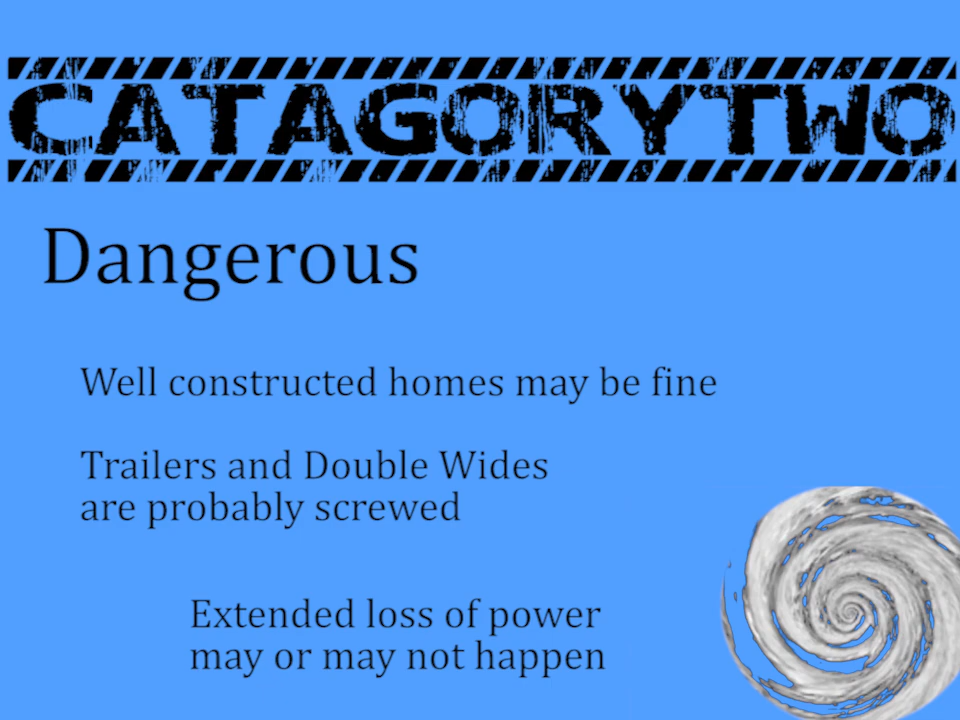 CATAGORYTWO
Dangerous
Well constructed homes may be fine
Trailers and Double Wides
are probably screwed
Extended loss of power
may or may not happen